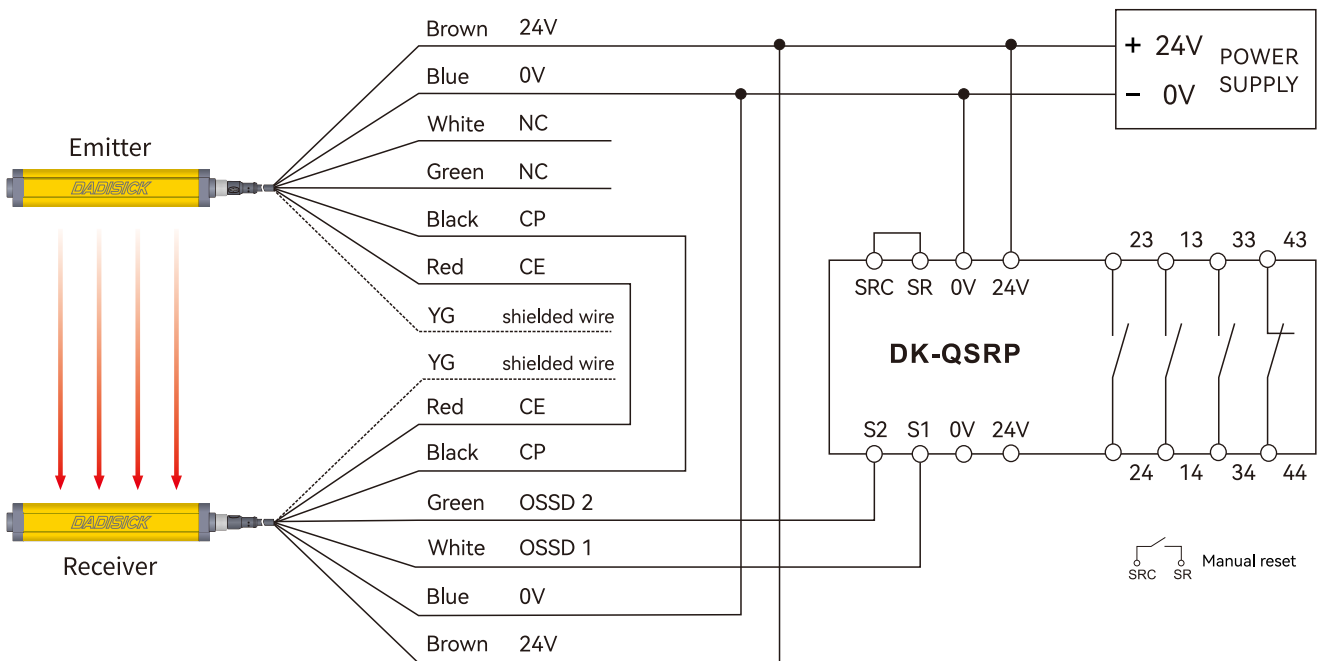 Brown 24V
Blue 0V
White NC
Green NC
Black CP
Red CE
YG shielded wire
YG shielded wire
Red CE
Black CP
Green OSSD 2
White OSSD 1
Blue 0V
Brown 24V
Emitter
DADISICK
DADISICK
Receiver
+ 24V
− 0V
POWER
SUPPLY
23 13 33 43
SRC SR 0V 24V
DK-QSRP
S2 S1 0V 24V
24 14 34 44
SRC SR Manual reset